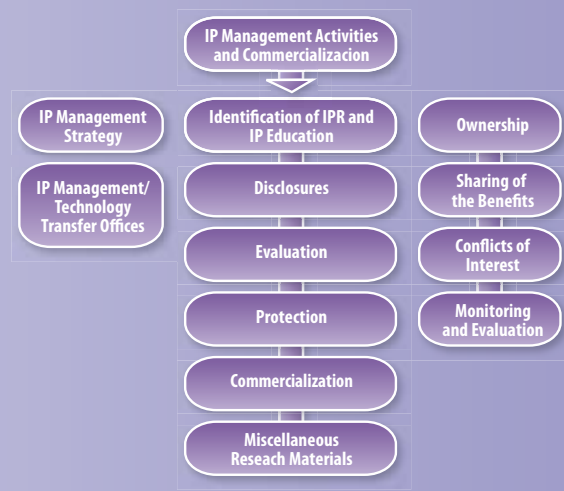 IP Management Activities
and Commercializacion
IP Management
Strategy
IP Management/
Technology
Transfer Offices
Identification of IPR and
IP Education
Disclosures
Evaluation
Protection
Commercialization
Miscellaneous
Reseach Materials
Ownership
Sharing of
the Benefits
Conflicts of
Interest
Monitoring
and Evaluation